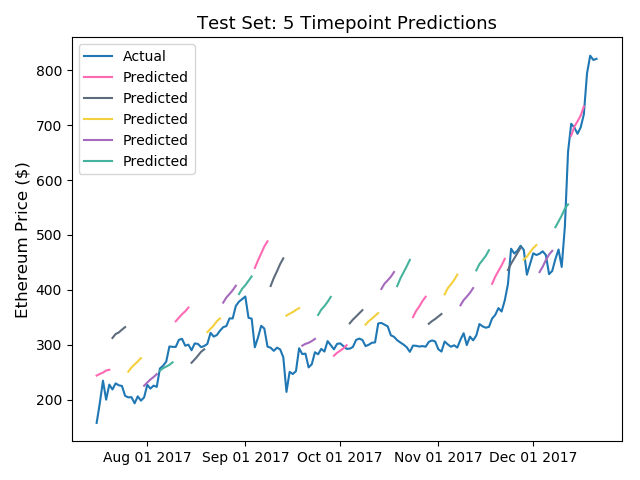 Test Set: 5 Timepoint Predictions
Actual
Predicted
Predicted
Predicted
Predicted
Predicted
Ethereum Price ($)
800
700
600
500
400
300
200
Aug 01 2017
Sep 01 2017
Oct 01 2017
Nov 01 2017
Dec 01 2017